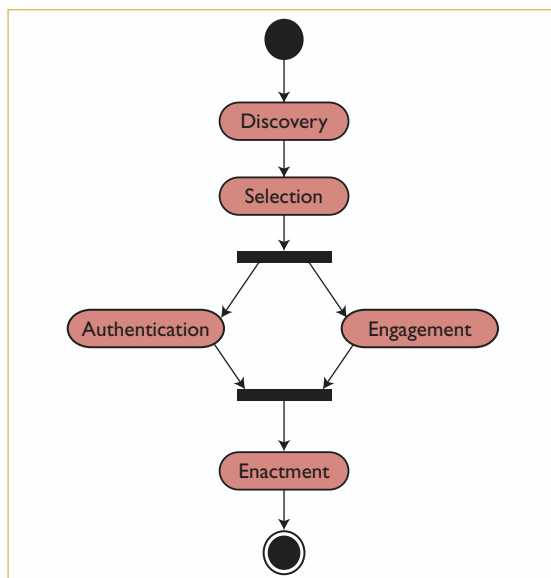 Discovery
Selection
Authentication
Engagement
Enactment